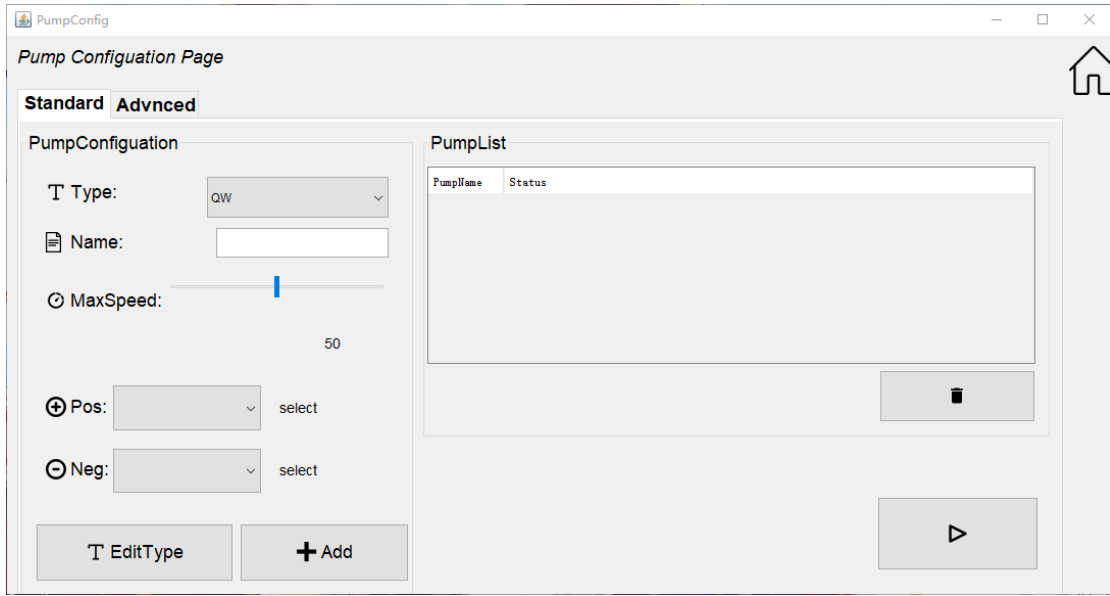 PumpConfig
Pump Configuation Page
Standard Advnced
PumpConfiguation
T Type: QW
Name:
MaxSpeed:
50
Pos: select
Neg: select
T EditType
Add
PumpList
PumpName Status